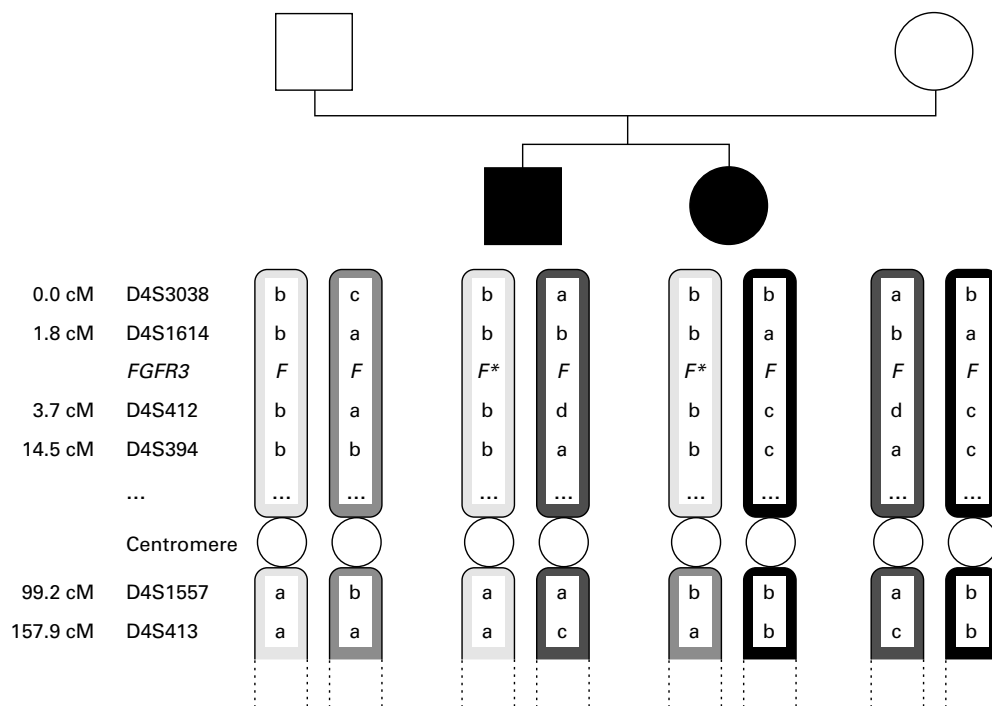 0.0 cM D4S3038 b c b a b b a b
1.8 cM D4S1614 b a b b b a b a
FGFR3 F F F* F F* F F F
3.7 cM D4S412 b a b d b c d c
14.5 cM D4S394 b b b a b c a c
... ... ... ... ... ... ... ... ...
Centromere
99.2 cM D4S1557 a b a a b b a b
157.9 cM D4S413 a a a c a b c b